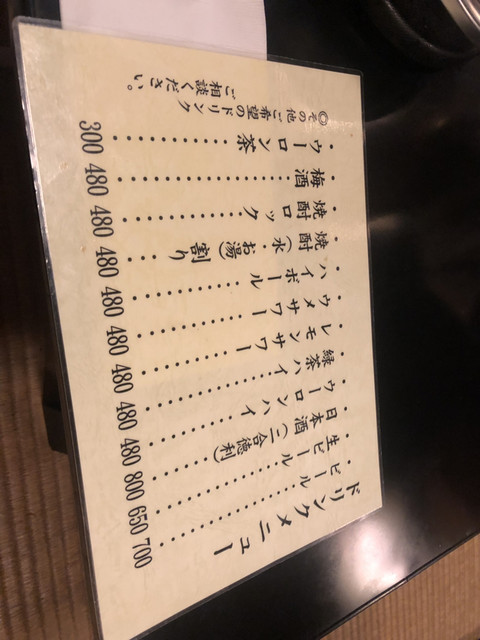 ドリンクメニュー
・ビール‥‥‥‥‥700
・生ビール‥‥‥‥650
・日本酒(二合徳利)‥‥800
・ウーロンハイ‥‥‥480
・緑茶ハイ‥‥‥‥480
・レモンサワー‥‥‥480
・ウメサワー‥‥‥‥480
・ハイボール‥‥‥‥480
・焼酎(水・お湯)割り‥‥480
・焼酎ロック‥‥‥‥480
・梅酒‥‥‥‥‥480
・ウーロン茶‥‥‥‥300
◎その他ご希望のドリンク
ご相談ください。